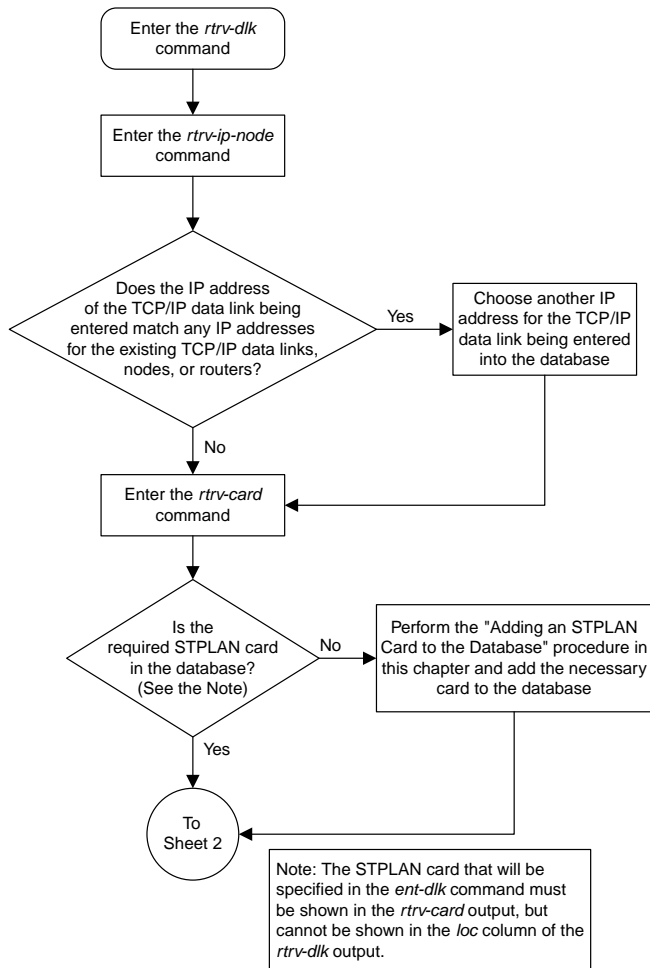 Enter the rtrv-dlk
command
Enter the rtrv-ip-node
command
Does the IP address
of the TCP/IP data link being
entered match any IP addresses
for the existing TCP/IP data links,
nodes, or routers?
Yes
Choose another IP
address for the TCP/IP
data link being entered
into the database
No
Enter the rtrv-card
command
Is the
required STPLAN card
in the database?
(See the Note)
No
Perform the "Adding an STPLAN
Card to the Database" procedure in
this chapter and add the necessary
card to the database
Yes
To
Sheet 2
Note: The STPLAN card that will be
specified in the ent-dlk command must
be shown in the rtrv-card output, but
cannot be shown in the loc column of the
rtrv-dlk output.